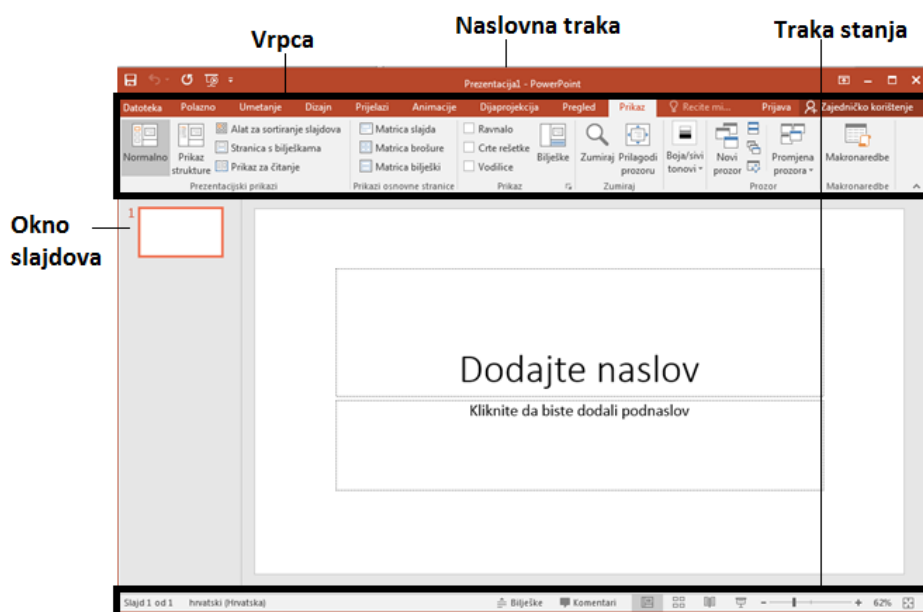 Vrpca
Naslovna traka
Traka stanja
Prezentacija1 - PowerPoint
Datoteka Polazno Umetanje Dizajn Prijelazi Animacije Dijaprojekcija Pregled Prikaz Recite mi... Prijava Zajedničko korištenje
Normalno
Prikaz strukture
Alat za sortiranje slajdova
Stranica s bilješkama
Prikaz za čitanje
Prezentacijski prikazi
Matrica slajda
Matrica brošure
Matrica bilješki
Prikazi osnovne stranice
Ravnalo
Crte rešetke
Vodilice
Bilješke
Prikaz
Zumiraj
Prilagodi prozoru
Zumiraj
Boja/sivi tonovi
Novi prozor
Promjena prozora
Prozor
Makronaredbe
Makronaredbe
Okno
slajdova
1
Dodajte naslov
Kliknite da biste dodali podnaslov
Slajd 1 od 1 hrvatski (Hrvatska) Bilješke Komentari 62%